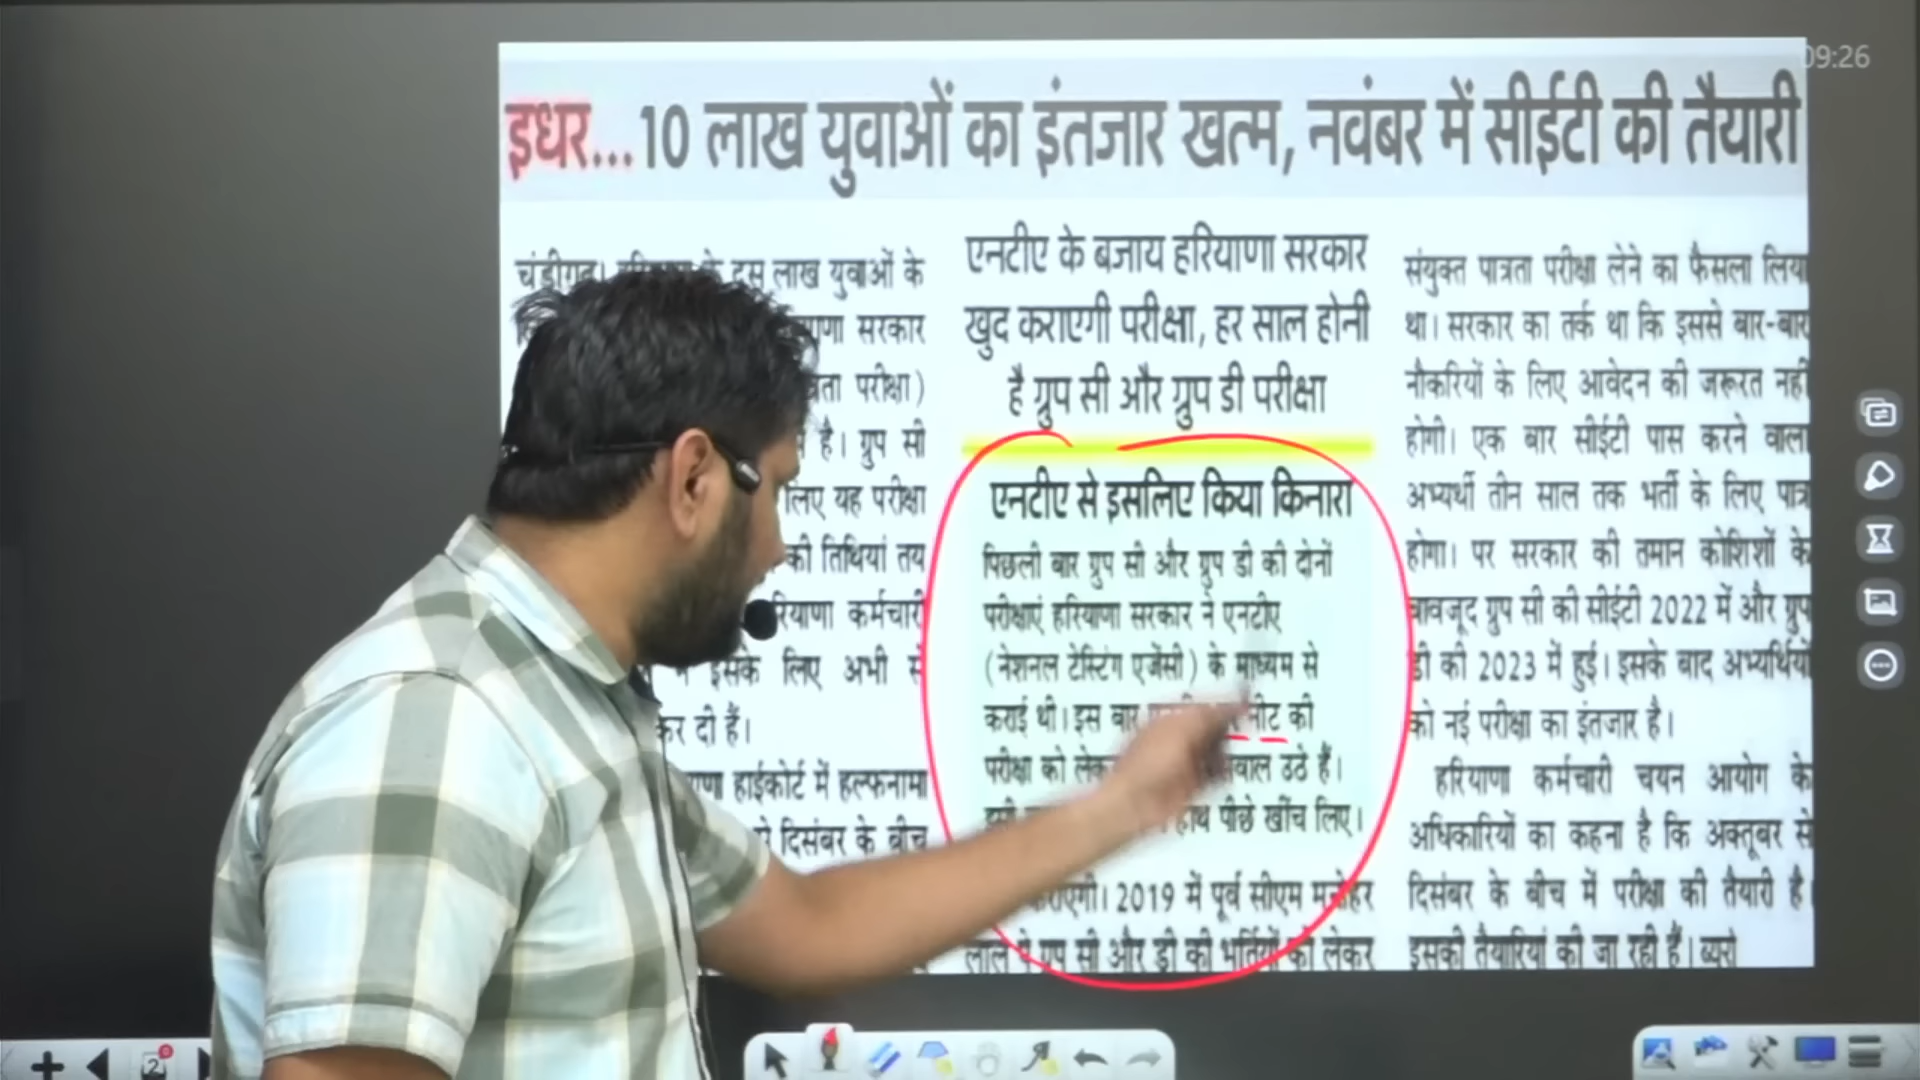 09:26
इधर...10 लाख युवाओं का इंतजार खत्म, नवंबर में सीईटी की तैयारी
चंडीगढ़। के दस लाख युवाओं के
सरकार
परीक्षा)
है। ग्रुप सी
लिए यह परीक्षा
की तिथियां तय
कर्मचारी
इसके लिए अभी से
कर दी हैं।
हाईकोर्ट में हल्फनामा
दिसंबर के बीच
एनटीए के बजाय हरियाणा सरकार
खुद कराएगी परीक्षा, हर साल होनी
है ग्रुप सी और ग्रुप डी परीक्षा
एनटीए से इसलिए किया किनारा
पिछली बार ग्रुप सी और ग्रुप डी की दोनों
परीक्षाएं हरियाणा सरकार ने एनटीए
(नेशनल टेस्टिंग एजेंसी) के माध्यम से
कराई थी। इस बार नीट की
परीक्षा को लेकर सवाल उठे हैं।
हाथ पीछे खींच लिए।
2019 में पूर्व सीएम मनोहर
लाल ने ग्रुप सी और डी की भर्तियों को लेकर
संयुक्त पात्रता परीक्षा लेने का फैसला लिया
था। सरकार का तर्क था कि इससे बार-बार
नौकरियों के लिए आवेदन की जरूरत नहीं
होगी। एक बार सीईटी पास करने वाला
अभ्यर्थी तीन साल तक भर्ती के लिए पात्र
होगा। पर सरकार की तमान कोशिशों के
बावजूद ग्रुप सी की सीईटी 2022 में और ग्रुप
डी की 2023 में हुई। इसके बाद अभ्यर्थियों
को नई परीक्षा का इंतजार है।
हरियाणा कर्मचारी चयन आयोग के
अधिकारियों का कहना है कि अक्तूबर से
दिसंबर के बीच में परीक्षा की तैयारी है।
इसकी तैयारियां की जा रही हैं। ब्यूरो
2